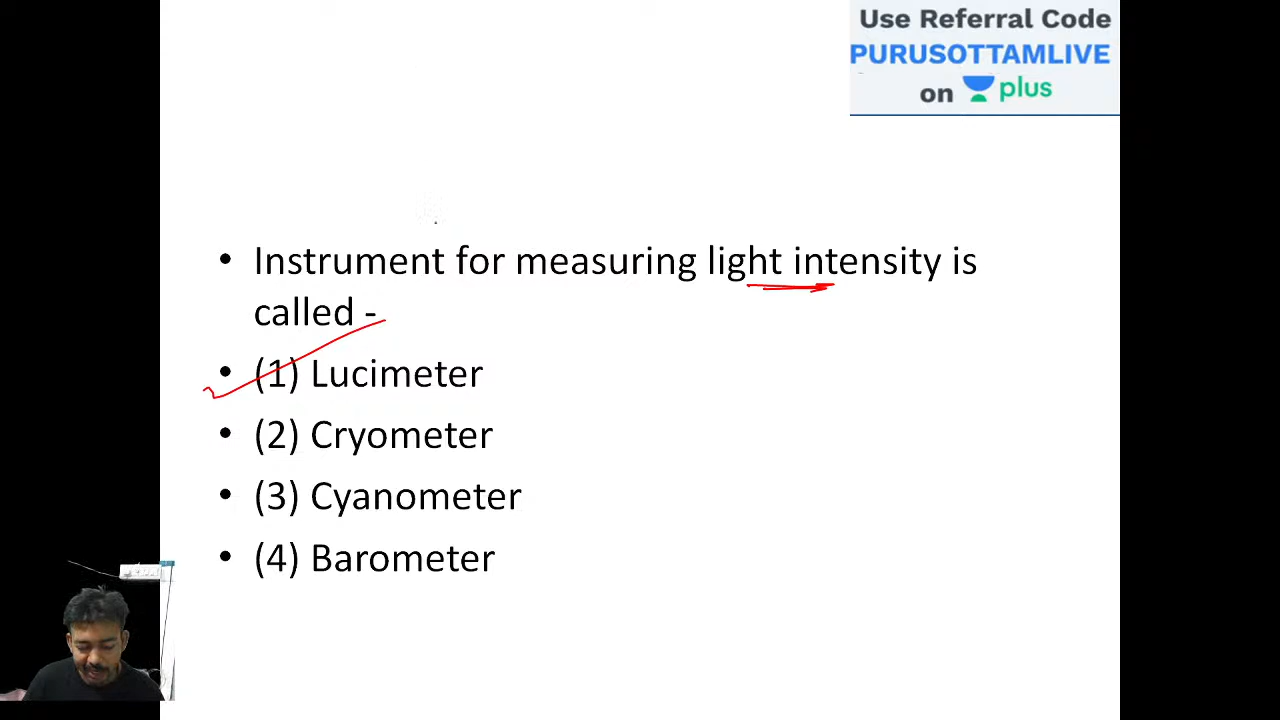 Use Referral Code
PURUSOTTAMLIVE
on plus
• Instrument for measuring light intensity is
called -
• (1) Lucimeter
• (2) Cryometer
• (3) Cyanometer
• (4) Barometer